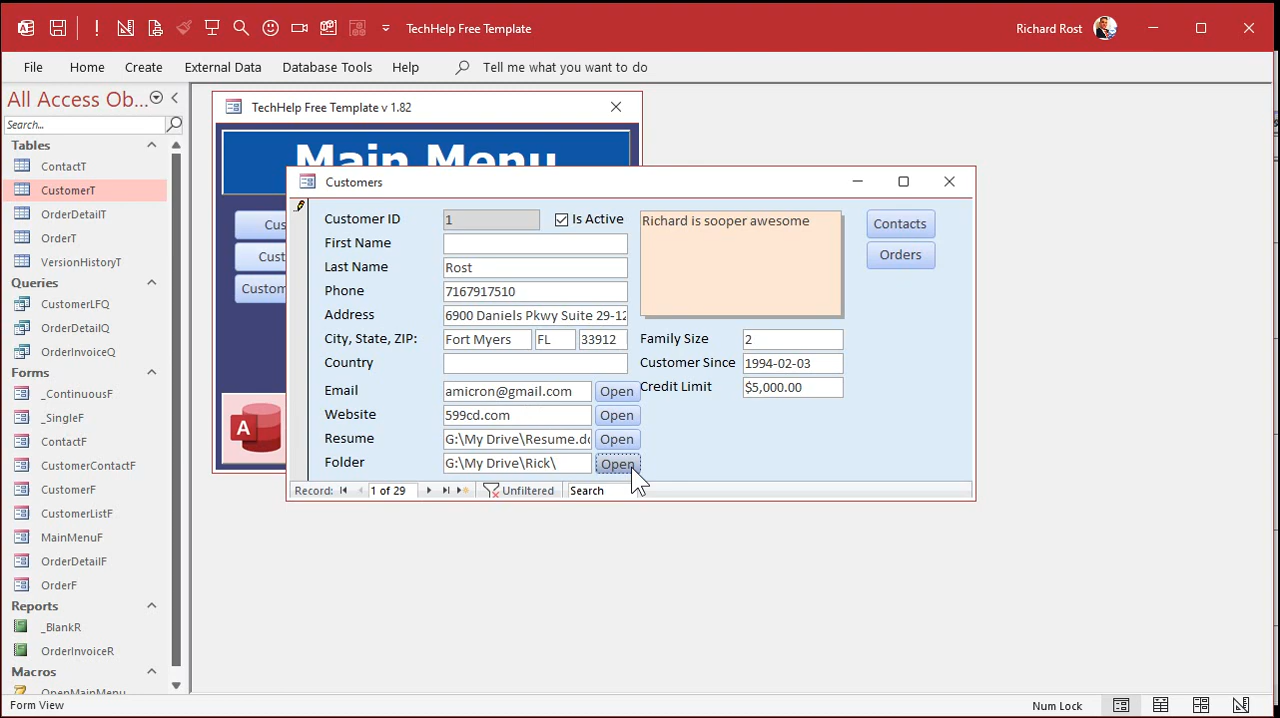 TechHelp Free Template
Richard Rost
File Home Create External Data Database Tools Help Tell me what you want to do
All Access Ob...
Search...
Tables
ContactT
CustomerT
OrderDetailT
OrderT
VersionHistoryT
Queries
CustomerLFQ
OrderDetailQ
OrderInvoiceQ
Forms
_ContinuousF
_SingleF
ContactF
CustomerContactF
CustomerF
CustomerListF
MainMenuF
OrderDetailF
OrderF
Reports
_BlankR
OrderInvoiceR
Macros
OpenMainMenu
TechHelp Free Template v 1.82
Main Menu
Cus
Cust
Custom
A
Customers
Customer ID 1 Is Active
First Name
Last Name Rost
Phone 7167917510
Address 6900 Daniels Pkwy Suite 29-12
City, State, ZIP: Fort Myers FL 33912
Country
Email amicron@gmail.com Open
Website 599cd.com Open
Resume G:\My Drive\Resume.do Open
Folder G:\My Drive\Rick\ Open
Richard is sooper awesome
Family Size 2
Customer Since 1994-02-03
Credit Limit $5,000.00
Contacts
Orders
Record: 1 of 29 Unfiltered Search
Form View
Num Lock